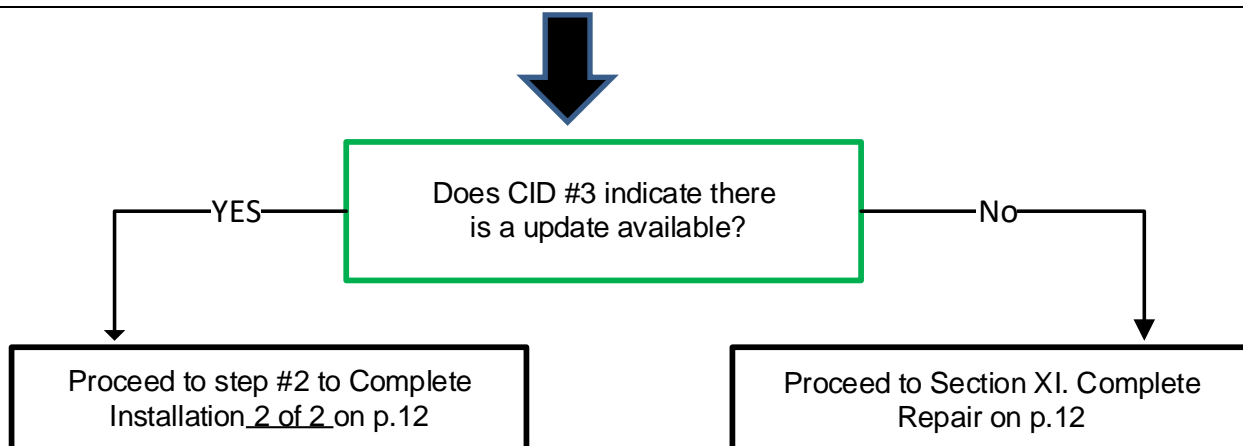 Does CID #3 indicate there
is a update available?
YES
No
Proceed to step #2 to Complete
Installation 2 of 2 on p.12
Proceed to Section XI. Complete
Repair on p.12